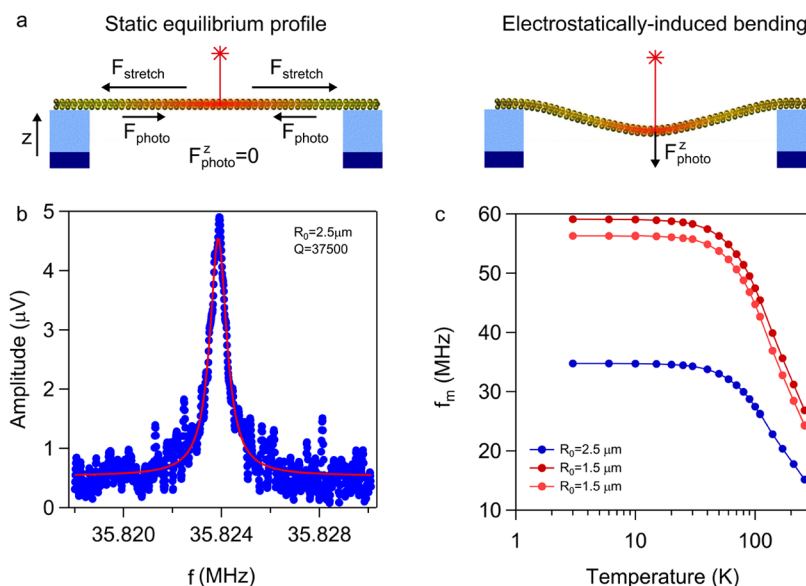 a
Static equilibrium profile
Electrostatically-induced bending
F_stretch
F_stretch
F_photo
F_photo
z
F^z_photo=0
F^z_photo
b
R₀=2.5μm
Q=37500
Amplitude (μV)
5
4
3
2
1
0
35.820
35.824
35.828
f (MHz)
c
f_m (MHz)
60
50
40
30
20
10
R₀=2.5 μm
R₀=1.5 μm
R₀=1.5 μm
1
10
100
Temperature (K)